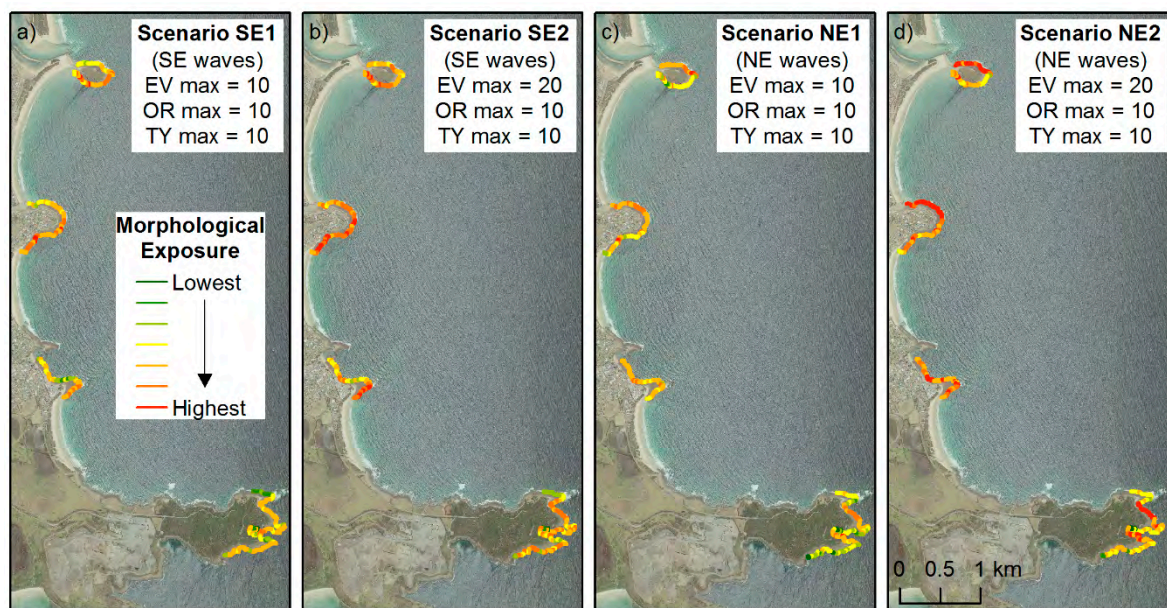 a)
Scenario SE1
(SE waves)
EV max = 10
OR max = 10
TY max = 10
Morphological
Exposure
Lowest
Highest
b)
Scenario SE2
(SE waves)
EV max = 20
OR max = 10
TY max = 10
c)
Scenario NE1
(NE waves)
EV max = 10
OR max = 10
TY max = 10
d)
Scenario NE2
(NE waves)
EV max = 20
OR max = 10
TY max = 10
0 0.5 1 km